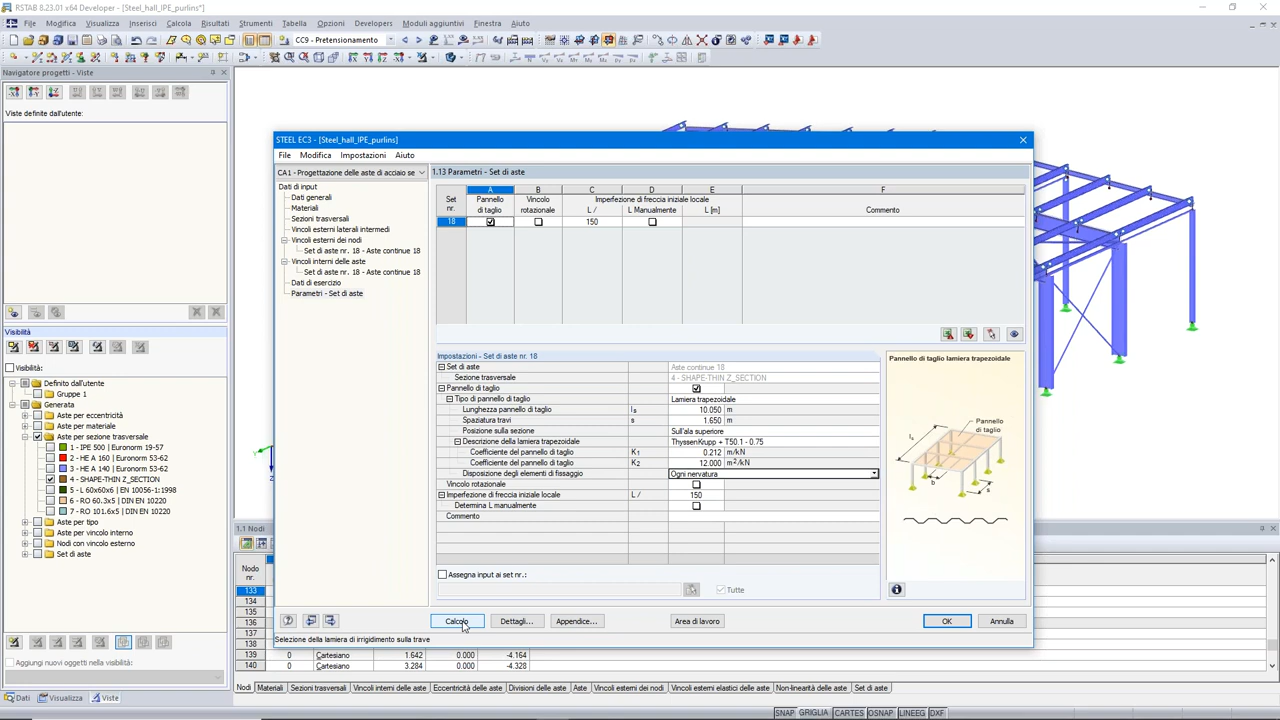 RSTAB 8.23.01 x64 Developer - [Steel_hall_IPE_purlins*]
File Modifica Visualizza Inserisci Calcola Risultati Strumenti Tabella Opzioni Developers Moduli aggiuntivi Finestra Aiuto
CC9 - Pretensionamento
Navigatore progetti - Viste
Viste definite dall'utente:
Visibilità
Visibilità:
Definito dall'utente
Gruppe 1
Generata
Aste per eccentricità
Aste per materiale
Aste per sezione trasversale
1 - IPE 500 | Euronorm 19-57
2 - HE A 160 | Euronorm 53-62
3 - HE A 140 | Euronorm 53-62
4 - SHAPE-THIN Z_SECTION
5 - L 60x60x6 | EN 10056-1:1998
6 - RO 60.3x5 | DIN EN 10220
7 - RO 101.6x5 | DIN EN 10220
Aste per tipo
Aste per vincolo interno
Nodi con vincolo esterno
Set di aste
Aggiungi nuovi oggetti nella visibilità:
Dati Visualizza Viste
STEEL EC3 - [Steel_hall_IPE_purlins]
File Modifica Impostazioni Aiuto
CA1 - Progettazione delle aste di acciaio se
Dati di input
Dati generali
Materiali
Sezioni trasversali
Vincoli esterni laterali intermedi
Vincoli esterni dei nodi
Set di aste nr. 18 - Aste continue 18
Vincoli interni delle aste
Set di aste nr. 18 - Aste continue 18
Dati di esercizio
Parametri - Set di aste
1.13 Parametri - Set di aste
A B C D E F
Set Pannello Vincolo Imperfezione di freccia iniziale locale
nr. di taglio rotazionale L / L Manualmente L [m] Commento
18 150
Impostazioni - Set di aste nr. 18
Set di aste Aste continue 18
Sezione trasversale 4 - SHAPE-THIN Z_SECTION
Pannello di taglio
Tipo di pannello di taglio Lamiera trapezoidale
Lunghezza pannello di taglio ls 10.050 m
Spaziatura travi s 1.650 m
Posizione sulla sezione Sull'ala superiore
Descrizione della lamiera trapezoidale ThyssenKrupp + T50.1 - 0.75
Coefficiente del pannello di taglio K1 0.212 m/kN
Coefficiente del pannello di taglio K2 12.000 m²/kN
Disposizione degli elementi di fissaggio Ogni nervatura
Vincolo rotazionale
Imperfezione di freccia iniziale locale L / 150
Determina L manualmente
Commento
Assegna input ai set nr.:
Tutte
Pannello di taglio lamiera trapezoidale
Pannello
di taglio
ls
b
s
Calcolo Dettagli... Appendice... Area di lavoro OK Annulla
Selezione della lamiera di irrigidimento sulla trave
1.1 Nodi
Nodo
nr.
133
134
135
136
137
138
139 0 Cartesiano 1.642 0.000 -4.164
140 0 Cartesiano 3.284 0.000 -4.328
Nodi Materiali Sezioni trasversali Vincoli interni delle aste Eccentricità delle aste Divisioni delle aste Aste Vincoli esterni dei nodi Vincoli esterni elastici delle aste Non-linearità delle aste Set di aste
SNAP GRIGLIA CARTES OSNAP LINEEG DXF